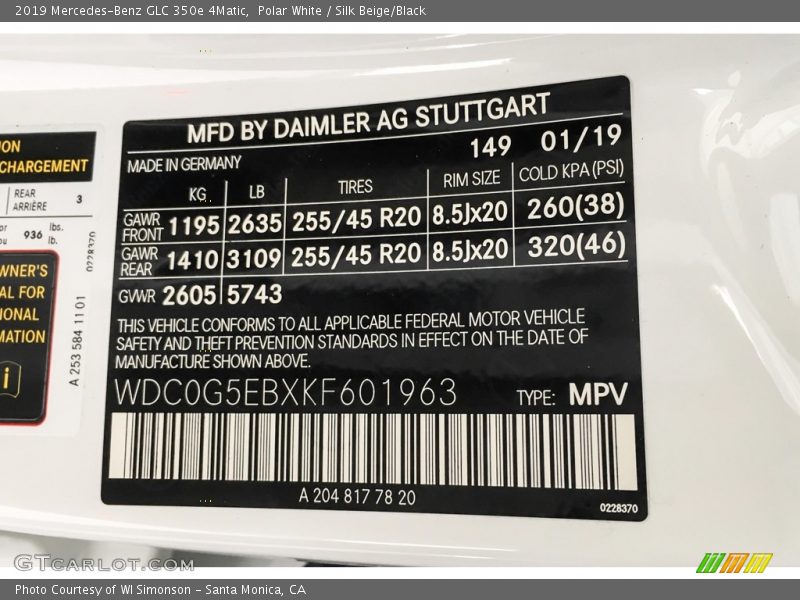 2019 Mercedes-Benz GLC 350e 4Matic,  Polar White / Silk Beige/Black
MFD BY DAIMLER AG STUTTGART
149 01/19
MADE IN GERMANY
KG LB TIRES RIM SIZE COLD KPA (PSI)
GAWR FRONT 1195 2635 255/45 R20 8.5Jx20 260(38)
GAWR REAR 1410 3109 255/45 R20 8.5Jx20 320(46)
GVWR 2605 5743
THIS VEHICLE CONFORMS TO ALL APPLICABLE FEDERAL MOTOR VEHICLE
SAFETY AND THEFT PREVENTION STANDARDS IN EFFECT ON THE DATE OF
MANUFACTURE SHOWN ABOVE.
WDC0G5EBXKF601963 TYPE: MPV
A 204 817 78 20
0228370
CHARGEMENT
REAR
ARRIÈRE 3
936 lbs.
lb.
0228370
A 253 584 11 01
i
GTCARLOT.COM
Photo Courtesy of WI Simonson - Santa Monica, CA